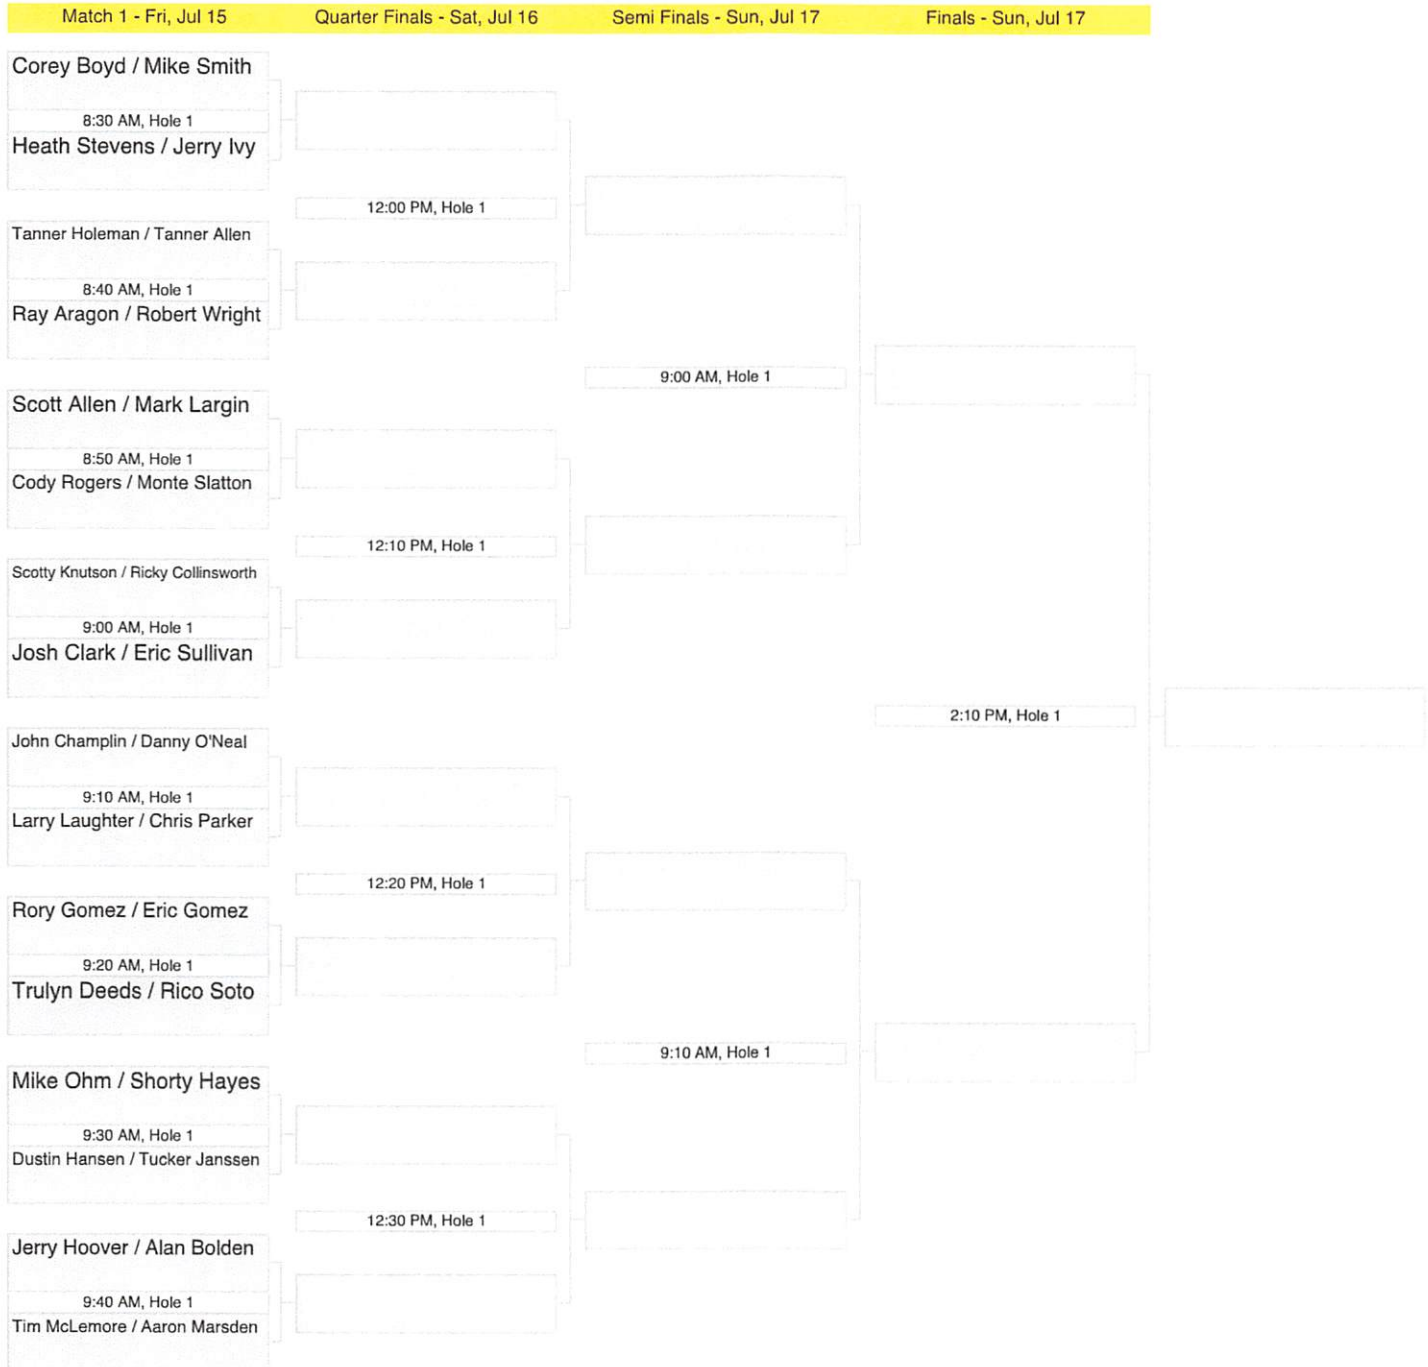 Match 1 - Fri, Jul 15
Quarter Finals - Sat, Jul 16
Semi Finals - Sun, Jul 17
Finals - Sun, Jul 17
Corey Boyd / Mike Smith
8:30 AM, Hole 1
Heath Stevens / Jerry Ivy
Tanner Holeman / Tanner Allen
8:40 AM, Hole 1
Ray Aragon / Robert Wright
Scott Allen / Mark Largin
8:50 AM, Hole 1
Cody Rogers / Monte Slatton
Scotty Knutson / Ricky Collinsworth
9:00 AM, Hole 1
Josh Clark / Eric Sullivan
John Champlin / Danny O'Neal
9:10 AM, Hole 1
Larry Laughter / Chris Parker
Rory Gomez / Eric Gomez
9:20 AM, Hole 1
Trulyn Deeds / Rico Soto
Mike Ohm / Shorty Hayes
9:30 AM, Hole 1
Dustin Hansen / Tucker Janssen
Jerry Hoover / Alan Bolden
9:40 AM, Hole 1
Tim McLemore / Aaron Marsden
12:00 PM, Hole 1
12:10 PM, Hole 1
12:20 PM, Hole 1
12:30 PM, Hole 1
9:00 AM, Hole 1
9:10 AM, Hole 1
2:10 PM, Hole 1